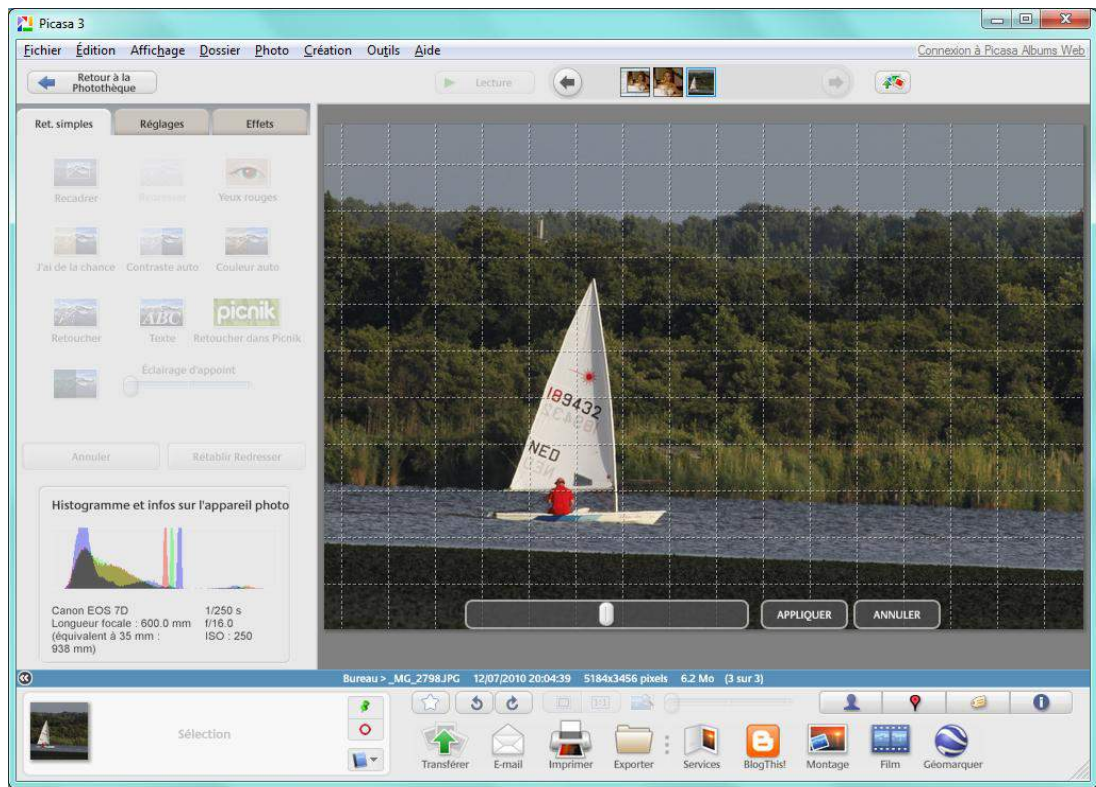 Picasa 3
Fichier Édition Affichage Dossier Photo Création Outils Aide
Connexion à Picasa Albums Web
Retour à la
Photothèque
Lecture
Ret. simples Réglages Effets
Recadrer Redresser Yeux rouges
J'ai de la chance Contraste auto Couleur auto
ABC
picnik
Retoucher Texte Retoucher dans Picnik
Éclairage d'appoint
Annuler Rétablir Redresser
Histogramme et infos sur l'appareil photo
Canon EOS 7D 1/250 s
Longueur focale : 600.0 mm f/16.0
(équivalent à 35 mm : ISO : 250
938 mm)
189432
NED
APPLIQUER ANNULER
Bureau > _MG_2798.JPG 12/07/2010 20:04:39 5184x3456 pixels 6.2 Mo (3 sur 3)
Sélection
1:1
Transférer E-mail Imprimer Exporter Services BlogThis! Montage Film Géomarquer